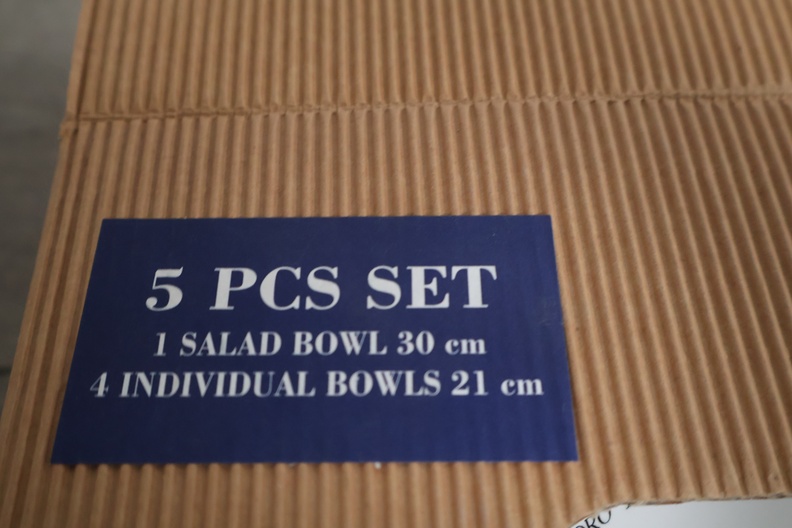 5 PCS SET
1 SALAD BOWL 30 cm
4 INDIVIDUAL BOWLS 21 cm